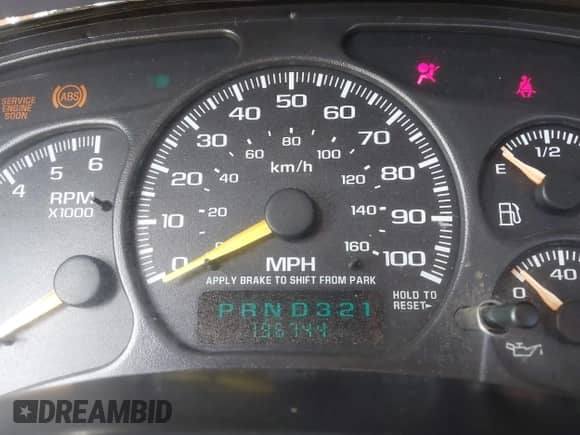 SERVICE
ENGINE
SOON
ABS
4 5 6
RPM
X1000
0 10 20 30 40 50 60 70 80 90 100
20 40 60 80 100 120 140 160
km/h
MPH
APPLY BRAKE TO SHIFT FROM PARK
PRND321
196744
HOLD TO
RESET
E 1/2
0 40
DREAMBID